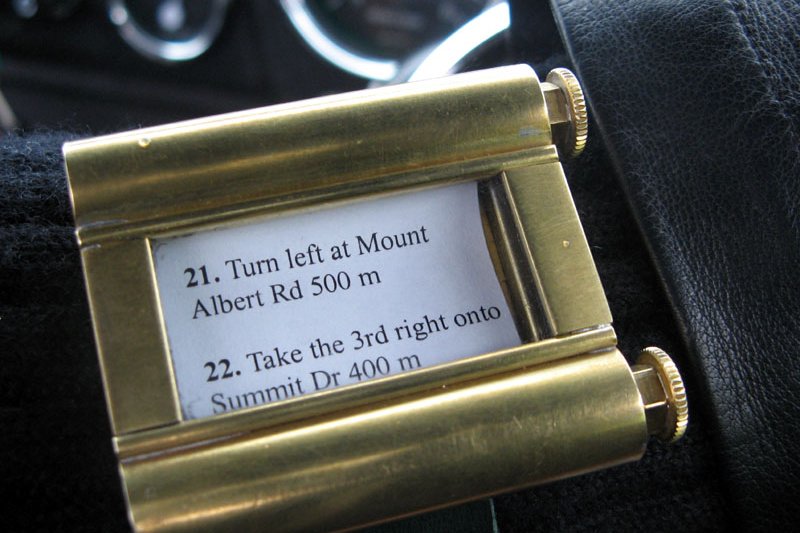 21. Turn left at Mount
Albert Rd 500 m
22. Take the 3rd right onto
Summit Dr 400 m